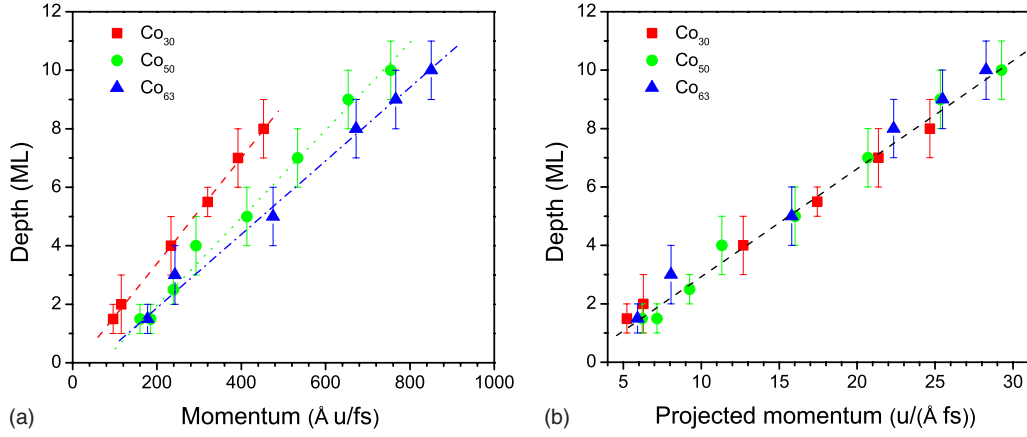 Co30
Co50
Co63
Depth (ML)
12
10
8
6
4
2
0
0 200 400 600 800 1000
(a) Momentum (Å u/fs)
Co30
Co50
Co63
Depth (ML)
12
10
8
6
4
2
0
5 10 15 20 25 30
(b) Projected momentum (u/(Å fs))